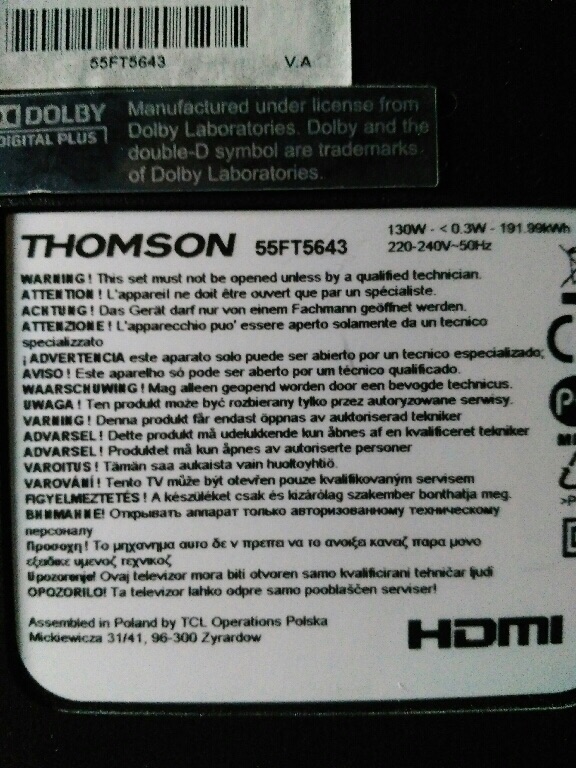 55FT5643 V.A
DOLBY
DIGITAL PLUS
Manufactured under license from
Dolby Laboratories. Dolby and the
double-D symbol are trademarks
of Dolby Laboratories.
THOMSON 55FT5643
130W - < 0.3W - 191.99kWh
220-240V~50Hz
WARNING ! This set must not be opened unless by a qualified technician.
ATTENTION ! L'appareil ne doit être ouvert que par un spécialiste.
ACHTUNG ! Das Gerät darf nur von einem Fachmann geöffnet werden.
ATTENZIONE ! L'apparecchio puo' essere aperto solamente da un tecnico
specializzato
¡ ADVERTENCIA este aparato solo puede ser abierto por un tecnico especializado;
AVISO ! Este aparelho só pode ser aberto por um técnico qualificado.
WAARSCHUWING ! Mag alleen geopend worden door een bevogde technicus.
UWAGA ! Ten produkt może być rozbierany tylko przez autoryzowane serwisy.
VARNING ! Denna produkt får endast öppnas av auktoriserad tekniker
ADVARSEL ! Dette produkt må udelukkende kun åbnes af en kvalificeret tekniker
ADVARSEL ! Produktet må kun åpnes av autoriserte personer
VAROITUS ! Tämän saa aukaista vain huoltoyhtiö.
VAROVÁNÍ ! Tento TV může být otevřen pouze kvalifikovaným servisem
FIGYELMEZTETÉS ! A készüléket csak és kizárólag szakember bonthatja meg.
ВНИМАНИЕ! Открывать аппарат только авторизованному техническому
персоналу
Προσοχη ! Το μηχανημα αυτο δε ν πρεπει να το ανοιξει καναζ παρα μονο
εξειδικε υμενοζ τεχνικοζ
Upozorenje! Ovaj televizor mora biti otvoren samo kvalificirani tehničar ljudi
OPOZORILO! Ta televizor lahko odpre samo pooblaščen serviser!
Assembled in Poland by TCL Operations Polska
Mickiewicza 31/41, 96-300 Zyrardow
HDMI